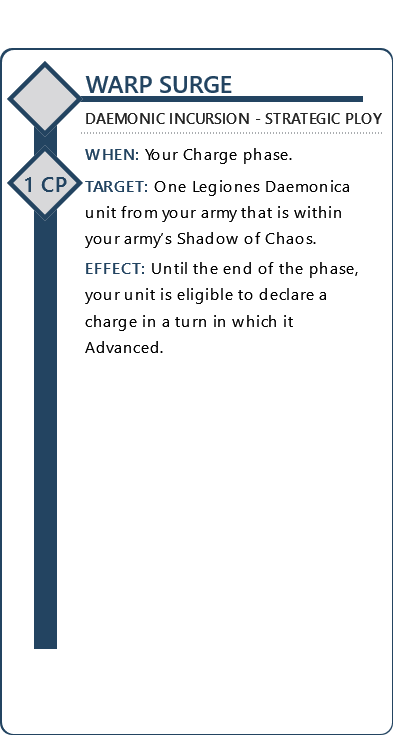 WARP SURGE
DAEMONIC INCURSION - STRATEGIC PLOY
WHEN: Your Charge phase.
1 CP
TARGET: One Legiones Daemonica
unit from your army that is within
your army's Shadow of Chaos.
EFFECT: Until the end of the phase,
your unit is eligible to declare a
charge in a turn in which it
Advanced.